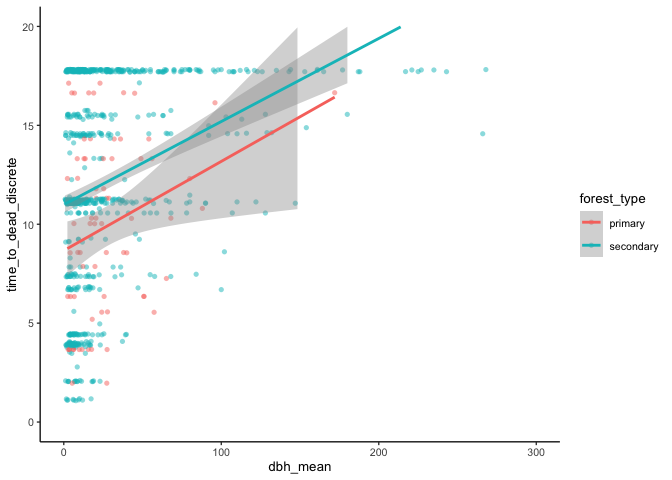 20
15
10
5
0
time_to_dead_discrete
0 100 200 300
dbh_mean
forest_type
primary
secondary